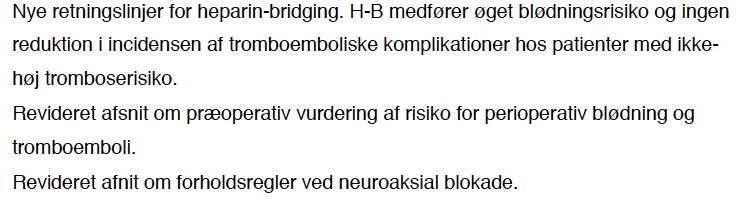 Nye retningslinjer for heparin-bridging. H-B medfører øget blødningsrisiko og ingen
reduktion i incidensen af tromboemboliske komplikationer hos patienter med ikke-
høj tromboserisiko.
Revideret afsnit om præoperativ vurdering af risiko for perioperativ blødning og
tromboemboli.
Revideret afnit om forholdsregler ved neuroaksial blokade.